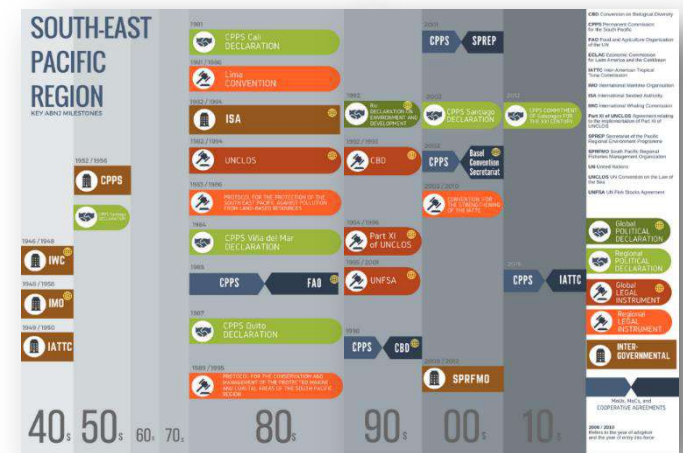 SOUTH-EAST
PACIFIC
REGION
KEY ABNJ MILESTONES
1946 / 1948
IWC
1948 / 1958
IMO
1949 / 1950
IATTC
1952 / 1956
CPPS
CPPS Santiago
DECLARATION
1981
CPPS Cali
DECLARATION
1981 / 1986
Lima
CONVENTION
1982 / 1994
ISA
1982 / 1994
UNCLOS
1983 / 1986
PROTOCOL FOR THE PROTECTION OF THE
SOUTH-EAST PACIFIC AGAINST POLLUTION
FROM LAND-BASED RESOURCES
1984
CPPS Viña del Mar
DECLARATION
CPPS
FAO
1987
CPPS Quito
DECLARATION
1989 / 1995
PROTOCOL FOR THE CONSERVATION AND
MANAGEMENT OF THE PROTECTED MARINE
AND COASTAL AREAS OF THE SOUTH PACIFIC
REGION
1992
Rio
DECLARATION ON
ENVIRONMENT AND
DEVELOPMENT
1992 / 1993
CBD
1994 / 1996
Part XI
of UNCLOS
1995 / 2001
UNFSA
CPPS
CBD
CPPS
SPREP
2002
CPPS Santiago
DECLARATION
2002
CPPS
Basel
Convention
Secretariat
2003 / 2010
CONVENTION FOR
THE STRENGTHENING
OF THE IATTC
2009 / 2012
SPRFMO
2012
CPPS COMMITMENT
OF Galapagos FOR
THE XXI CENTURY
CPPS
IATTC
40s
50s
60s
70s
80s
90s
00s
10s
CBD Convention on Biological Diversity
CPPS Permanent Commission
for the South Pacific
FAO Food and Agriculture Organization
of the UN
ECLAC Economic Commission
for Latin America and the Caribbean
IATTC Inter-American Tropical
Tuna Commission
IMO International Maritime Organisation
ISA International Seabed Authority
IWC International Whaling Commission
Part XI of UNCLOS Agreement relating
to the implementation of Part XI of
UNCLOS
SPREP Secretariat of the Pacific
Regional Environment Programme
SPRFMO South Pacific Regional
Fisheries Management Organisation
UN United Nations
UNCLOS UN Convention on the Law of
the Sea
UNFSA UN Fish Stocks Agreement
Global
POLITICAL
DECLARATION
Regional
POLITICAL
DECLARATION
Global
LEGAL
INSTRUMENT
Regional
LEGAL
INSTRUMENT
INTER-
GOVERNMENTAL
MoUs, MoCs, and
COOPERATIVE AGREEMENTS
2000 / 2010
Refers to the year of adoption
and the year of entry into force